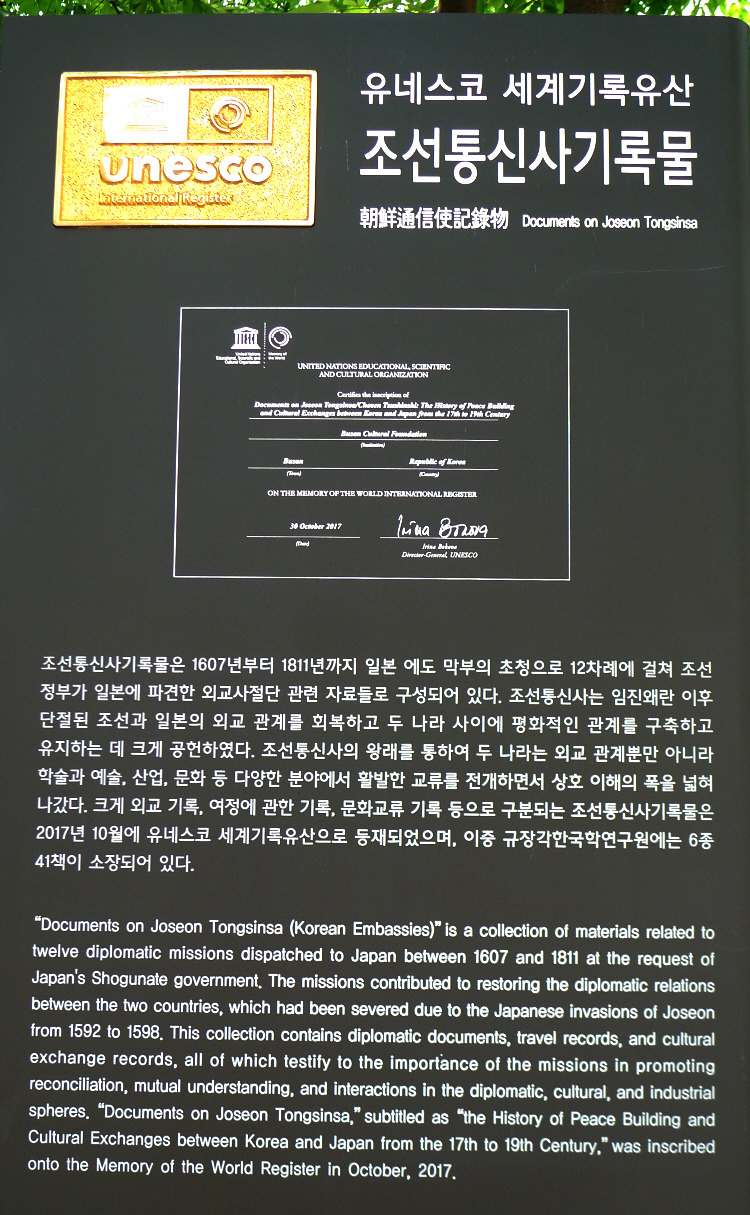 유네스코 세계기록유산
unesco
International Register
조선통신사기록물
朝鮮通信使記錄物 Documents on Joseon Tongsinsa
United Nations
Educational, Scientific and
Cultural Organization
Memory of
the World
UNITED NATIONS EDUCATIONAL, SCIENTIFIC
AND CULTURAL ORGANIZATION
Certifies the inscription of
Documents on Joseon Tongsinsa/Chosen Tsushinshi: The History of Peace Building
and Cultural Exchanges between Korea and Japan from the 17th to 19th Century
Busan Cultural Foundation
(Institution)
Busan Republic of Korea
(Town) (Country)
ON THE MEMORY OF THE WORLD INTERNATIONAL REGISTER
30 October 2017 Irina Bokova
(Date) Irina Bokova
Director-General, UNESCO
조선통신사기록물은 1607년부터 1811년까지 일본 에도 막부의 초청으로 12차례에 걸쳐 조선
정부가 일본에 파견한 외교사절단 관련 자료들로 구성되어 있다. 조선통신사는 임진왜란 이후
단절된 조선과 일본의 외교 관계를 회복하고 두 나라 사이에 평화적인 관계를 구축하고
유지하는 데 크게 공헌하였다. 조선통신사의 왕래를 통하여 두 나라는 외교 관계뿐만 아니라
학술과 예술, 산업, 문화 등 다양한 분야에서 활발한 교류를 전개하면서 상호 이해의 폭을 넓혀
나갔다. 크게 외교 기록, 여정에 관한 기록, 문화교류 기록 등으로 구분되는 조선통신사기록물은
2017년 10월에 유네스코 세계기록유산으로 등재되었으며, 이중 규장각한국학연구원에는 6종
41책이 소장되어 있다.
“Documents on Joseon Tongsinsa (Korean Embassies)” is a collection of materials related to
twelve diplomatic missions dispatched to Japan between 1607 and 1811 at the request of
Japan's Shogunate government. The missions contributed to restoring the diplomatic relations
between the two countries, which had been severed due to the Japanese invasions of Joseon
from 1592 to 1598. This collection contains diplomatic documents, travel records, and cultural
exchange records, all of which testify to the importance of the missions in promoting
reconciliation, mutual understanding, and interactions in the diplomatic, cultural, and industrial
spheres. “Documents on Joseon Tongsinsa,” subtitled as “the History of Peace Building and
Cultural Exchanges between Korea and Japan from the 17th to 19th Century,” was inscribed
onto the Memory of the World Register in October, 2017.